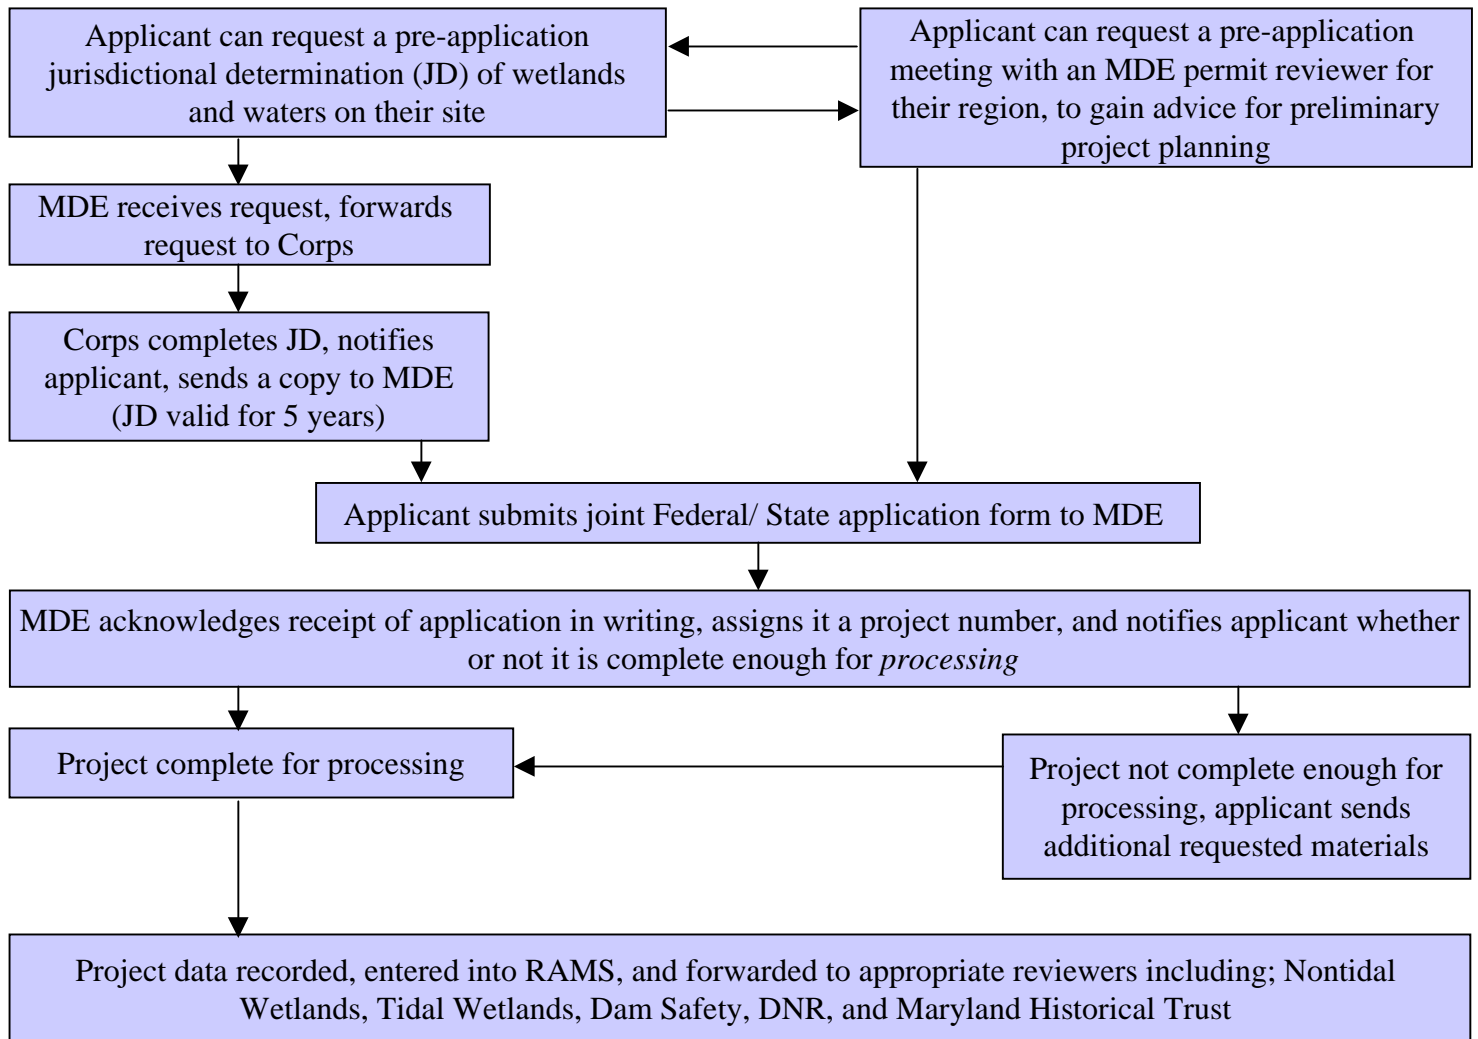 Applicant can request a pre-application
jurisdictional determination (JD) of wetlands
and waters on their site
Applicant can request a pre-application
meeting with an MDE permit reviewer for
their region, to gain advice for preliminary
project planning
MDE receives request, forwards
request to Corps
Corps completes JD, notifies
applicant, sends a copy to MDE
(JD valid for 5 years)
Applicant submits joint Federal/ State application form to MDE
MDE acknowledges receipt of application in writing, assigns it a project number, and notifies applicant whether
or not it is complete enough for processing
Project complete for processing
Project not complete enough for
processing, applicant sends
additional requested materials
Project data recorded, entered into RAMS, and forwarded to appropriate reviewers including; Nontidal
Wetlands, Tidal Wetlands, Dam Safety, DNR, and Maryland Historical Trust